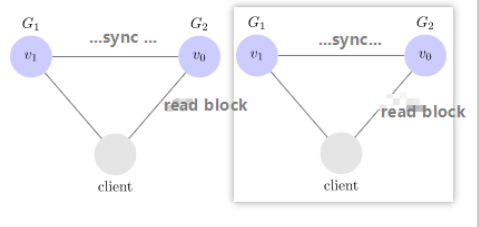 G₁ G₂
...sync ...
v₁ v₀
read block
client
G₁ G₂
...sync...
v₁ v₀
read block
client